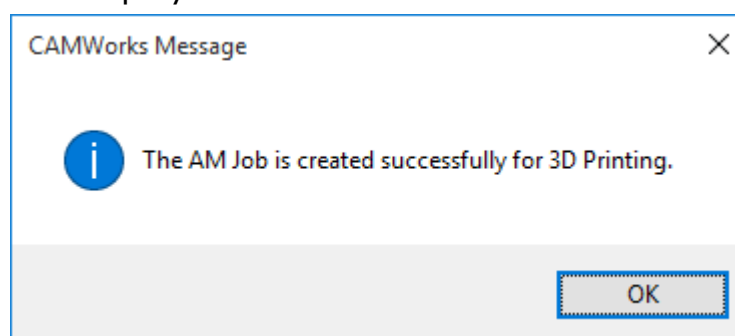 CAMWorks Message
The AM Job is created successfully for 3D Printing.
OK